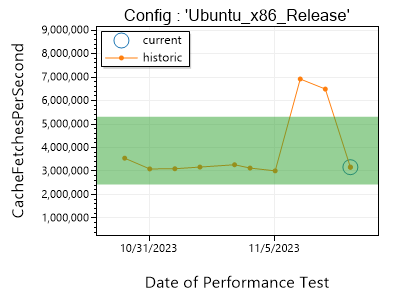 Config : 'Ubuntu_x86_Release'
CacheFetchesPerSecond
9,000,000
8,000,000
7,000,000
6,000,000
5,000,000
4,000,000
3,000,000
2,000,000
1,000,000
current
historic
10/31/2023
11/5/2023
Date of Performance Test